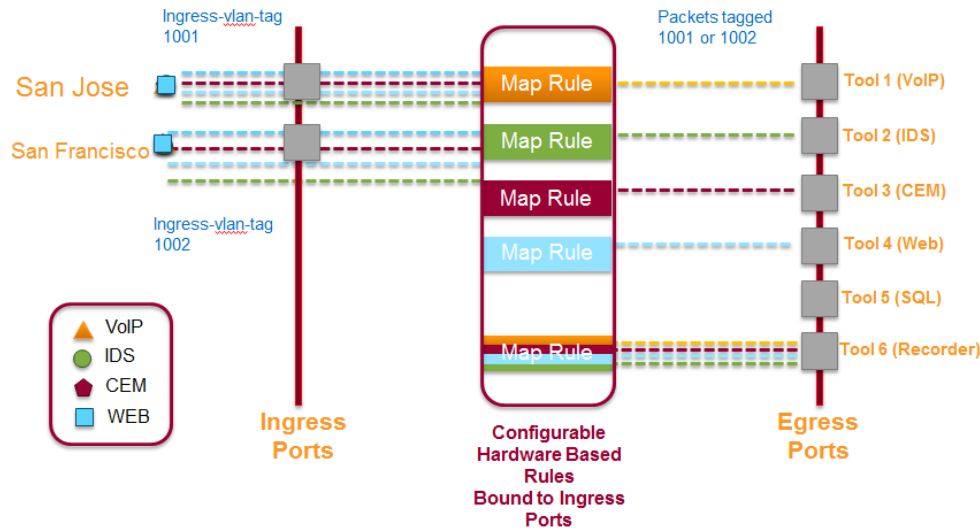 Ingress-vlan-tag
1001
Packets tagged
1001 or 1002
San Jose
San Francisco
Ingress-vlan-tag
1002
Map Rule
Map Rule
Map Rule
Map Rule
Map Rule
Tool 1 (VoIP)
Tool 2 (IDS)
Tool 3 (CEM)
Tool 4 (Web)
Tool 5 (SQL)
Tool 6 (Recorder)
VoIP
IDS
CEM
WEB
Ingress
Ports
Configurable
Hardware Based
Rules
Bound to Ingress
Ports
Egress
Ports